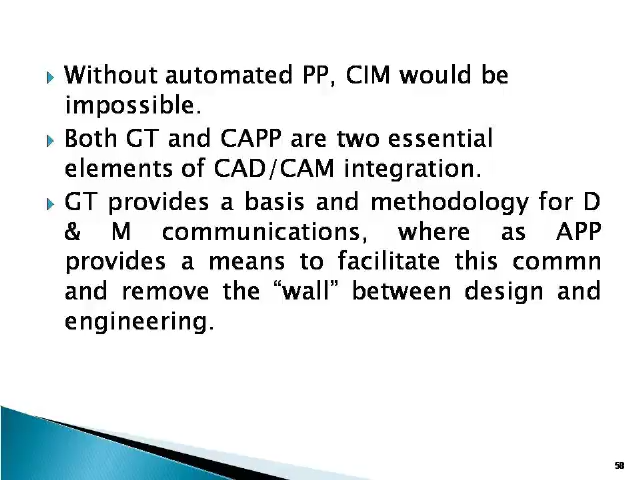 Without automated PP, CIM would be
impossible.
Both GT and CAPP are two essential
elements of CAD/CAM integration.
GT provides a basis and methodology for D
& M communications, where as APP
provides a means to facilitate this commn
and remove the “wall” between design and
engineering.
58